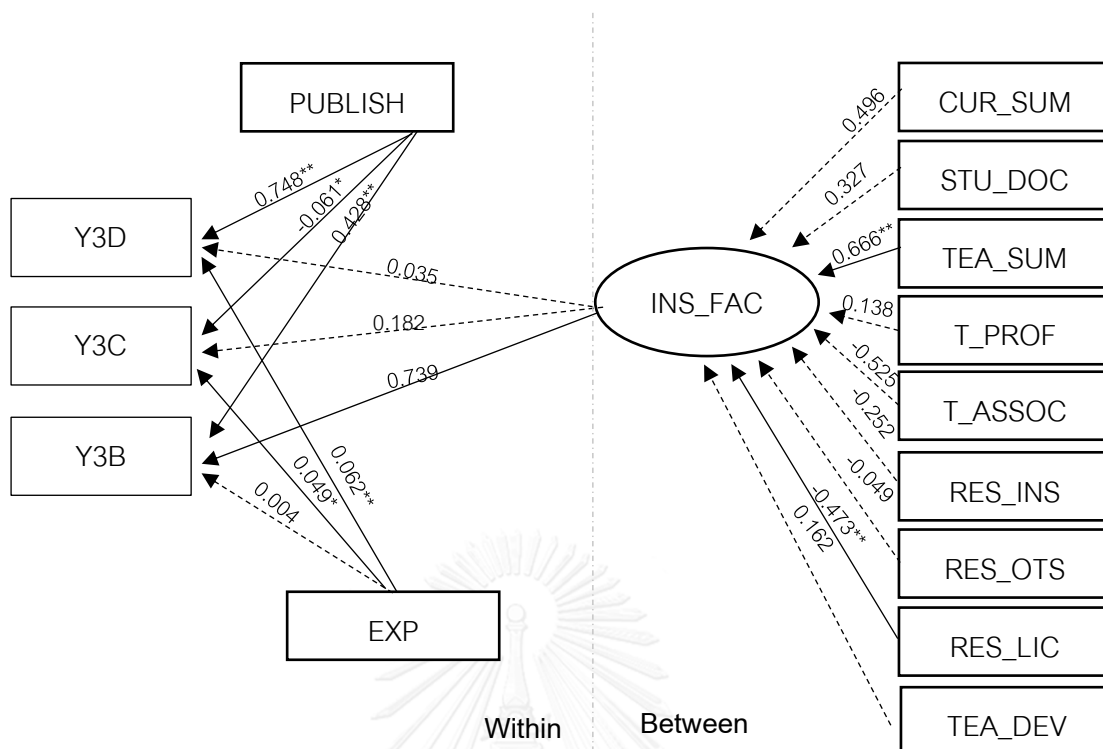 PUBLISH
CUR_SUM
0.496
STU_DOC
0.327
0.748**
-0.061*
0.428**
Y3D
0.666**
TEA_SUM
0.035
INS_FAC
0.138
T_PROF
0.182
Y3C
-0.525
T_ASSOC
0.739
-0.252
Y3B
RES_INS
0.062**
0.049*
0.004
-0.049
-0.473**
0.162
RES_OTS
EXP
RES_LIC
Within
Between
TEA_DEV